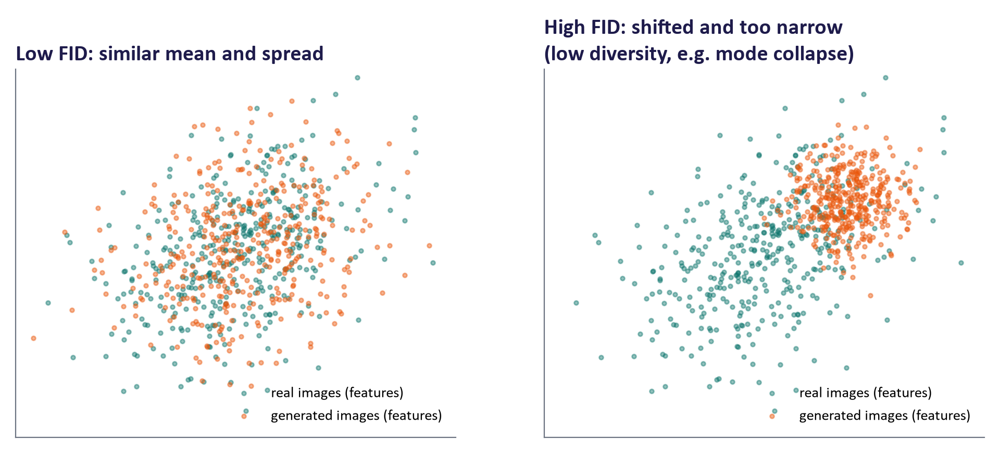 Low FID: similar mean and spread
real images (features)
generated images (features)
High FID: shifted and too narrow
(low diversity, e.g. mode collapse)
real images (features)
generated images (features)